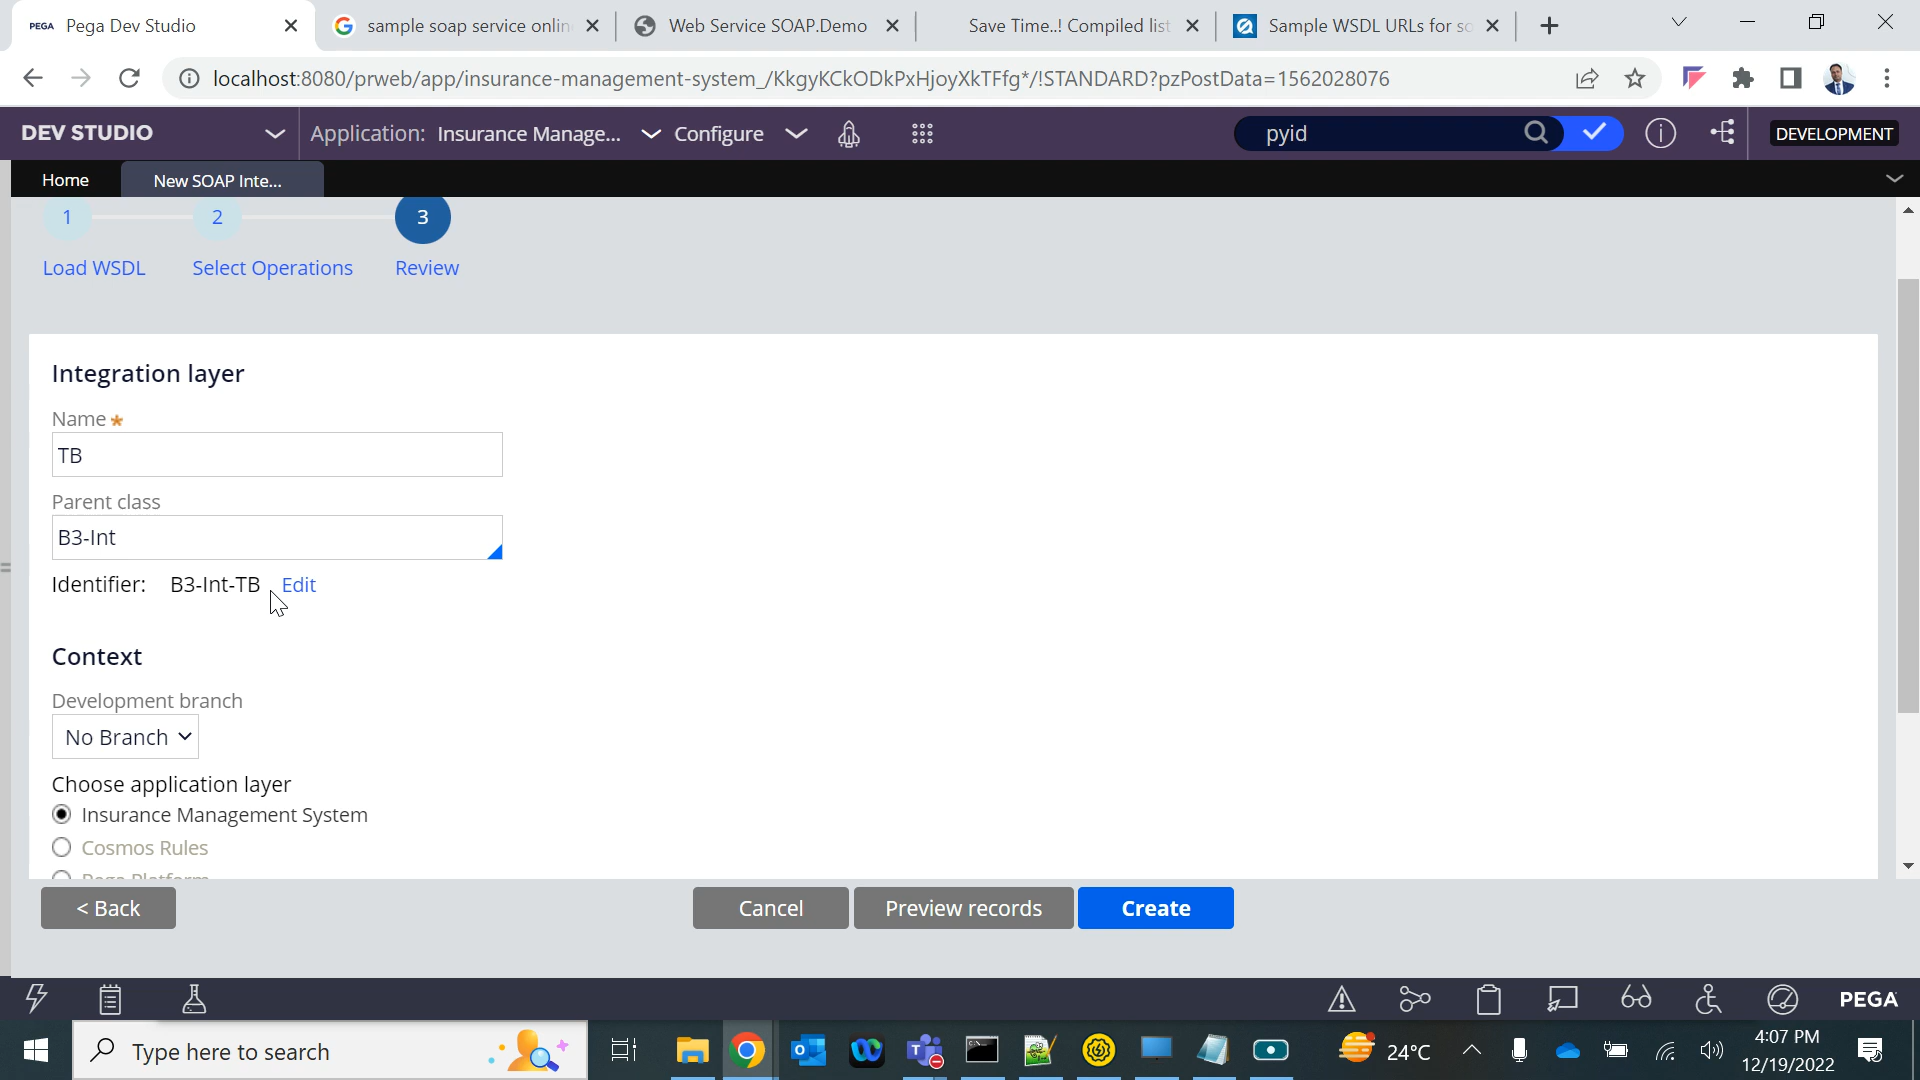 PEGA Pega Dev Studio
sample soap service onlin
Web Service SOAP.Demo
Save Time..! Compiled list
Sample WSDL URLs for so
localhost:8080/prweb/app/insurance-management-system_/KkgyKCkODkPxHjoyXkTFfg*/!STANDARD?pzPostData=1562028076
DEV STUDIO
Application: Insurance Manage...
Configure
pyid
DEVELOPMENT
Home
New SOAP Inte...
1
2
3
Load WSDL
Select Operations
Review
Integration layer
Name *
TB
Parent class
B3-Int
Identifier: B3-Int-TB Edit
Context
Development branch
No Branch
Choose application layer
Insurance Management System
Cosmos Rules
Pega Platform
< Back
Cancel
Preview records
Create
PEGA
Type here to search
24°C
4:07 PM
12/19/2022